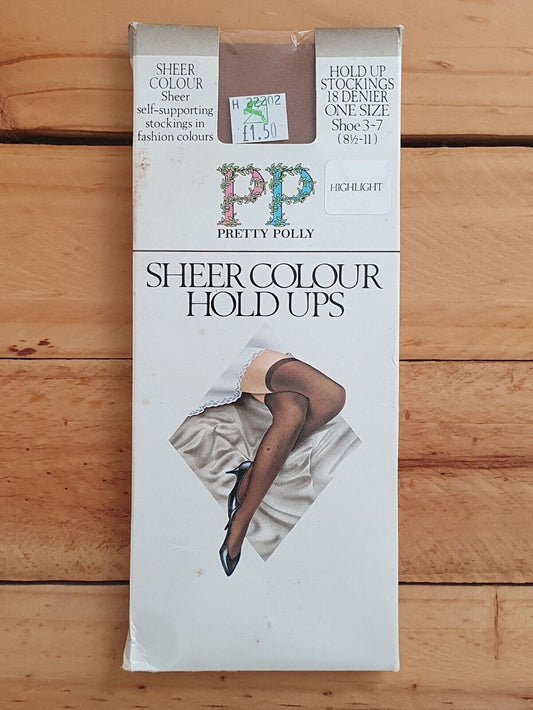 SHEER
COLOUR
Sheer
self-supporting
stockings in
fashion colours
H 22202
£1.50
HOLD UP
STOCKINGS
18 DENIER
ONE SIZE
Shoe 3-7
(8½-11)
PP
HIGHLIGHT
PRETTY POLLY
SHEER COLOUR
HOLD UPS